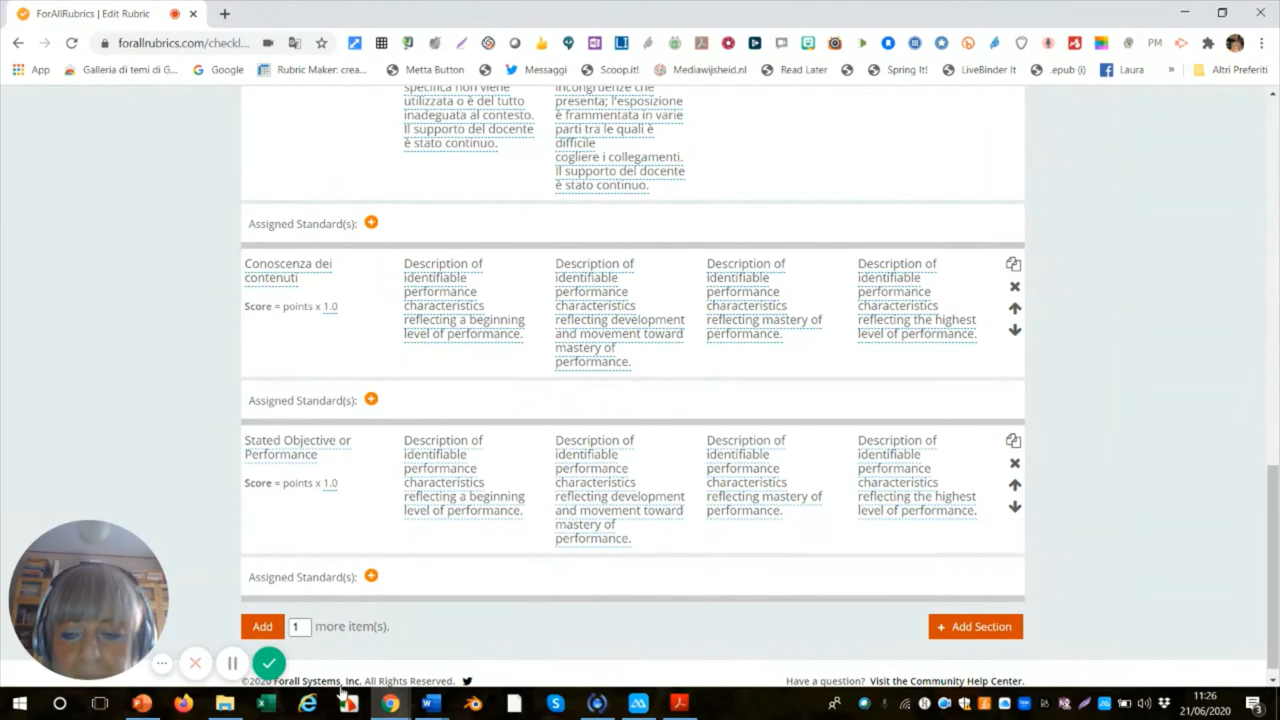 ForAllRubrics | Edit Rubric
forallrubrics.com/checkl...
PM
App
Galleria di temi di G...
Google
Rubric Maker: crea...
Metta Button
Messaggi
Scoop.it!
Mediawijsheid.nl
Read Later
Spring It!
LiveBinder It
.epub (i)
Laura
»
Altri Preferiti
specifica non viene
utilizzata o è del tutto
inadeguata al contesto.
Il supporto del docente
è stato continuo.
incongruenze che
presenta; l'esposizione
è frammentata in varie
parti tra le quali è
difficile
cogliere i collegamenti.
Il supporto del docente
è stato continuo.
Assigned Standard(s):
Conoscenza dei
contenuti
Score = points x 1.0
Description of
identifiable
performance
characteristics
reflecting a beginning
level of performance.
Description of
identifiable
performance
characteristics
reflecting development
and movement toward
mastery of
performance.
Description of
identifiable
performance
characteristics
reflecting mastery of
performance.
Description of
identifiable
performance
characteristics
reflecting the highest
level of performance.
Assigned Standard(s):
Stated Objective or
Performance
Score = points x 1.0
Description of
identifiable
performance
characteristics
reflecting a beginning
level of performance.
Description of
identifiable
performance
characteristics
reflecting development
and movement toward
mastery of
performance.
Description of
identifiable
performance
characteristics
reflecting mastery of
performance.
Description of
identifiable
performance
characteristics
reflecting the highest
level of performance.
Assigned Standard(s):
Add 1 more item(s).
+ Add Section
©2020 Forall Systems, Inc. All Rights Reserved.
Have a question? Visit the Community Help Center.
11:26
21/06/2020
3